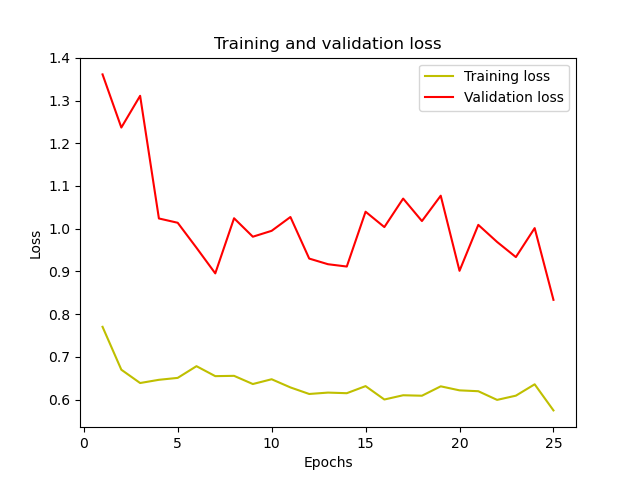 Training and validation loss
Training loss
Validation loss
1.4
1.3
1.2
1.1
1.0
0.9
0.8
0.7
0.6
Loss
0 5 10 15 20 25
Epochs